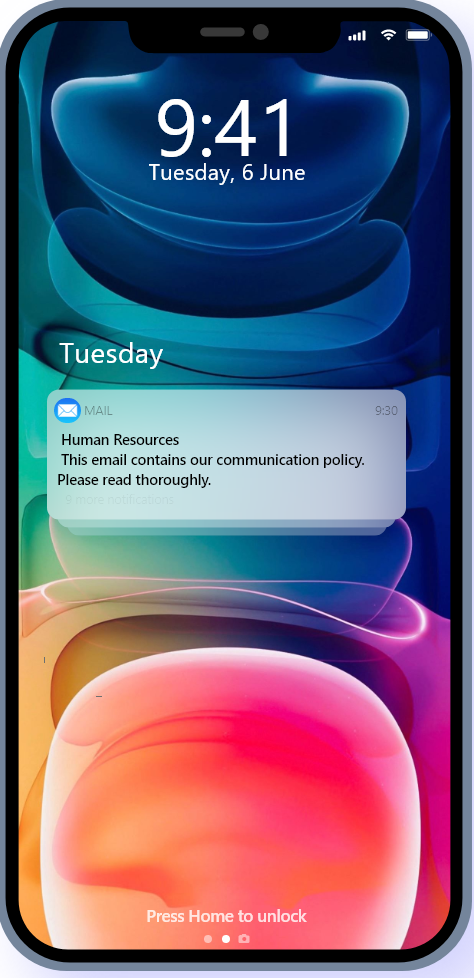 9:41
Tuesday, 6 June
Tuesday
MAIL 9:30
Human Resources
This email contains our communication policy.
Please read thoroughly.
9 more notifications
Press Home to unlock